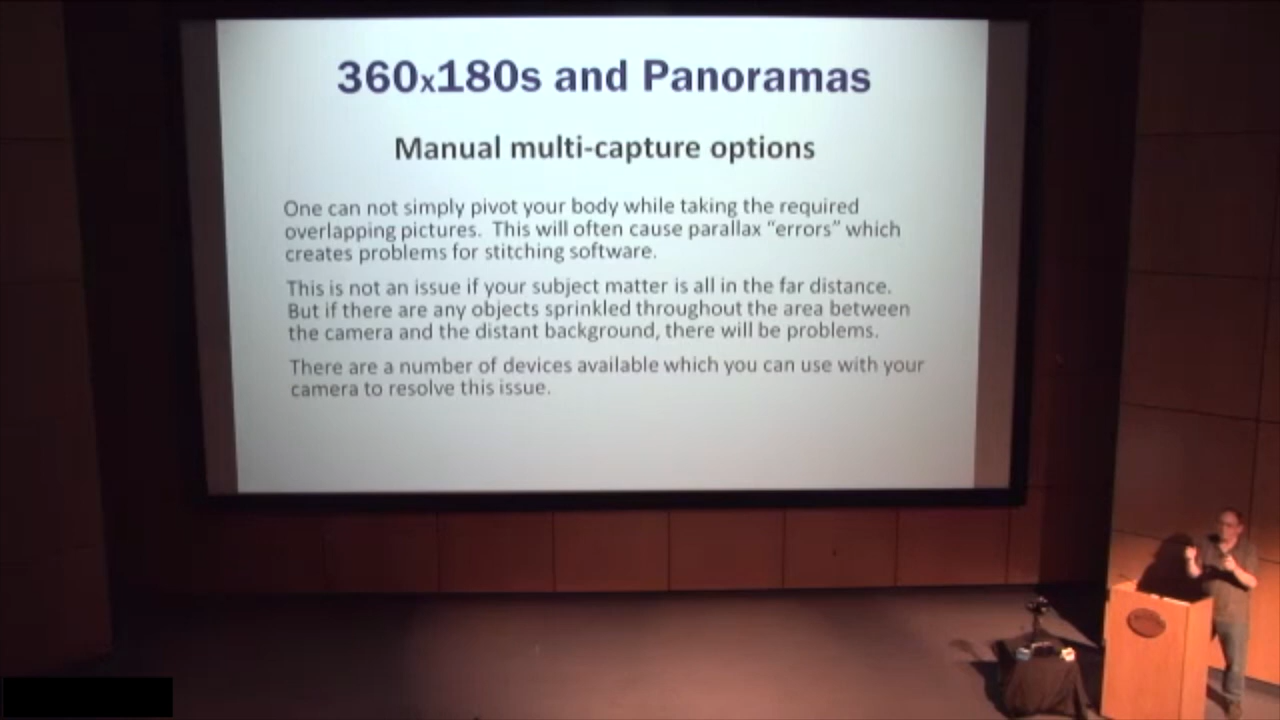 360x180s and Panoramas
Manual multi-capture options
One can not simply pivot your body while taking the required
overlapping pictures. This will often cause parallax “errors” which
creates problems for stitching software.
This is not an issue if your subject matter is all in the far distance.
But if there are any objects sprinkled throughout the area between
the camera and the distant background, there will be problems.
There are a number of devices available which you can use with your
camera to resolve this issue.